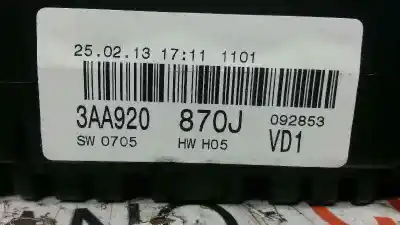 25.02.13 17:11 1101
3AA920 870J 092853
SW 0705 HW H05 VD1